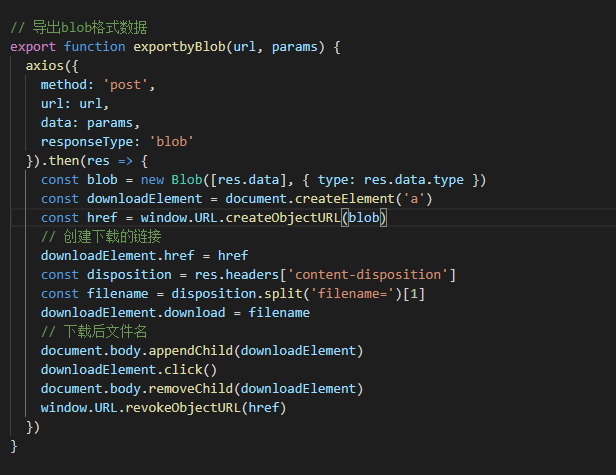 // 导出blob格式数据
export function exportbyBlob(url, params) {
  axios({
    method: 'post',
    url: url,
    data: params,
    responseType: 'blob'
  }).then(res => {
    const blob = new Blob([res.data], { type: res.data.type })
    const downloadElement = document.createElement('a')
    const href = window.URL.createObjectURL(blob)
    // 创建下载的链接
    downloadElement.href = href
    const disposition = res.headers['content-disposition']
    const filename = disposition.split('filename=')[1]
    downloadElement.download = filename
    // 下载后文件名
    document.body.appendChild(downloadElement)
    downloadElement.click()
    document.body.removeChild(downloadElement)
    window.URL.revokeObjectURL(href)
  })
}